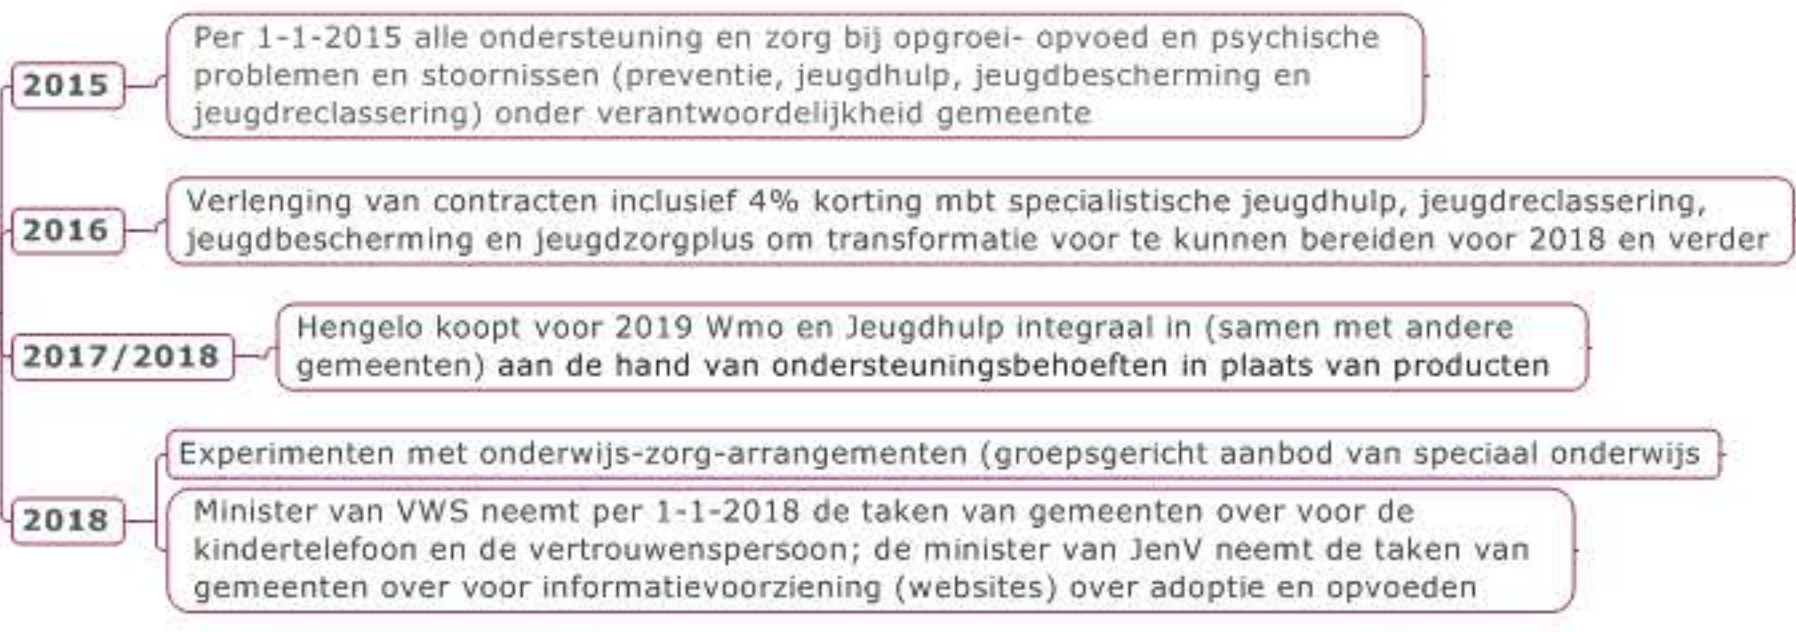 2015
Per 1-1-2015 alle ondersteuning en zorg bij opgroei- opvoed en psychische
problemen en stoornissen (preventie, jeugdhulp, jeugdbescherming en
jeugdreclassering) onder verantwoordelijkheid gemeente
2016
Verlenging van contracten inclusief 4% korting mbt specialistische jeugdhulp, jeugdreclassering,
jeugdbescherming en jeugdzorgplus om transformatie voor te kunnen bereiden voor 2018 en verder
2017/2018
Hengelo koopt voor 2019 Wmo en Jeugdhulp integraal in (samen met andere
gemeenten) aan de hand van ondersteuningsbehoeften in plaats van producten
2018
Experimenten met onderwijs-zorg-arrangementen (groepsgericht aanbod van speciaal onderwijs
Minister van VWS neemt per 1-1-2018 de taken van gemeenten over voor de
kindertelefoon en de vertrouwenspersoon; de minister van JenV neemt de taken van
gemeenten over voor informatievoorziening (websites) over adoptie en opvoeden